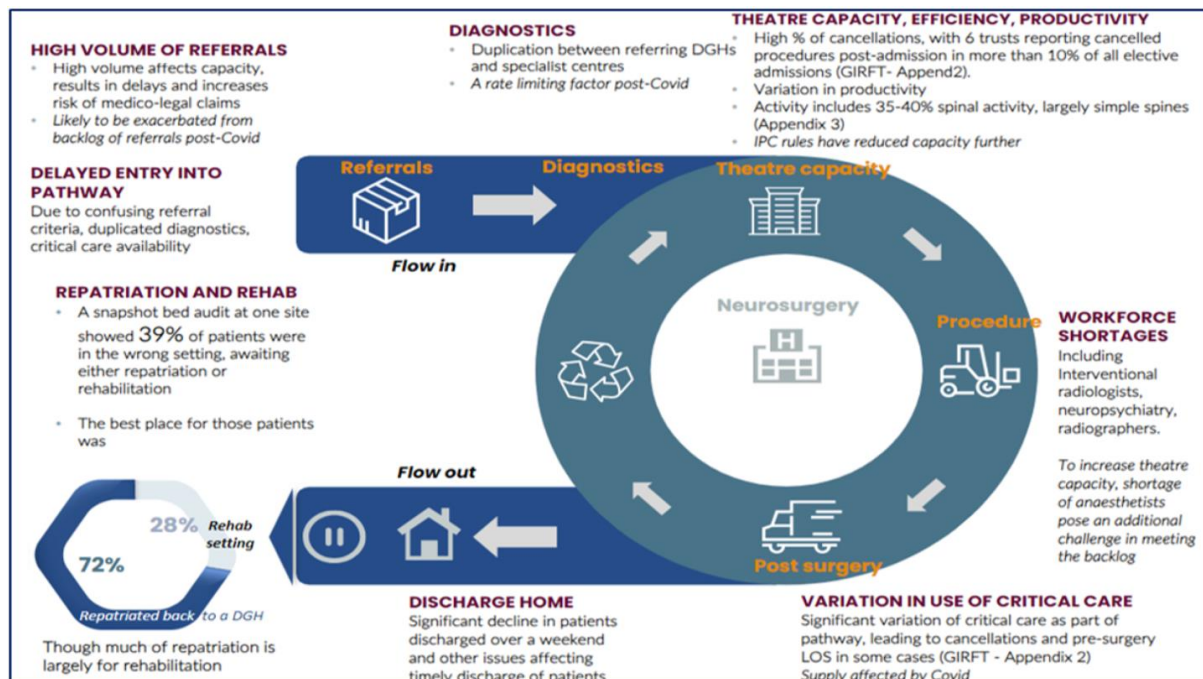 HIGH VOLUME OF REFERRALS
• High volume affects capacity,
results in delays and increases
risk of medico-legal claims
• Likely to be exacerbated from
backlog of referrals post-Covid
DELAYED ENTRY INTO
PATHWAY
Due to confusing referral
criteria, duplicated diagnostics,
critical care availability
DIAGNOSTICS
• Duplication between referring DGHs
and specialist centres
• A rate limiting factor post-Covid
THEATRE CAPACITY, EFFICIENCY, PRODUCTIVITY
• High % of cancellations, with 6 trusts reporting cancelled
procedures post-admission in more than 10% of all elective
admissions (GIRFT- Append2).
• Variation in productivity
• Activity includes 35-40% spinal activity, largely simple spines
(Appendix 3)
• IPC rules have reduced capacity further
Referrals
Diagnostics
Theatre capacity
Flow in
Neurosurgery
H
Procedure
WORKFORCE
SHORTAGES
Including
Interventional
radiologists,
neuropsychiatry,
radiographers.
To increase theatre
capacity, shortage
of anaesthetists
pose an additional
challenge in meeting
the backlog
REPATRIATION AND REHAB
• A snapshot bed audit at one site
showed 39% of patients were
in the wrong setting, awaiting
either repatriation or
rehabilitation
• The best place for those patients
was
Flow out
Post surgery
28% Rehab
setting
72%
Repatriated back to a DGH
Though much of repatriation is
largely for rehabilitation
DISCHARGE HOME
Significant decline in patients
discharged over a weekend
and other issues affecting
timely discharge of patients
VARIATION IN USE OF CRITICAL CARE
Significant variation of critical care as part of
pathway, leading to cancellations and pre-surgery
LOS in some cases (GIRFT - Appendix 2)
Supply affected by Covid